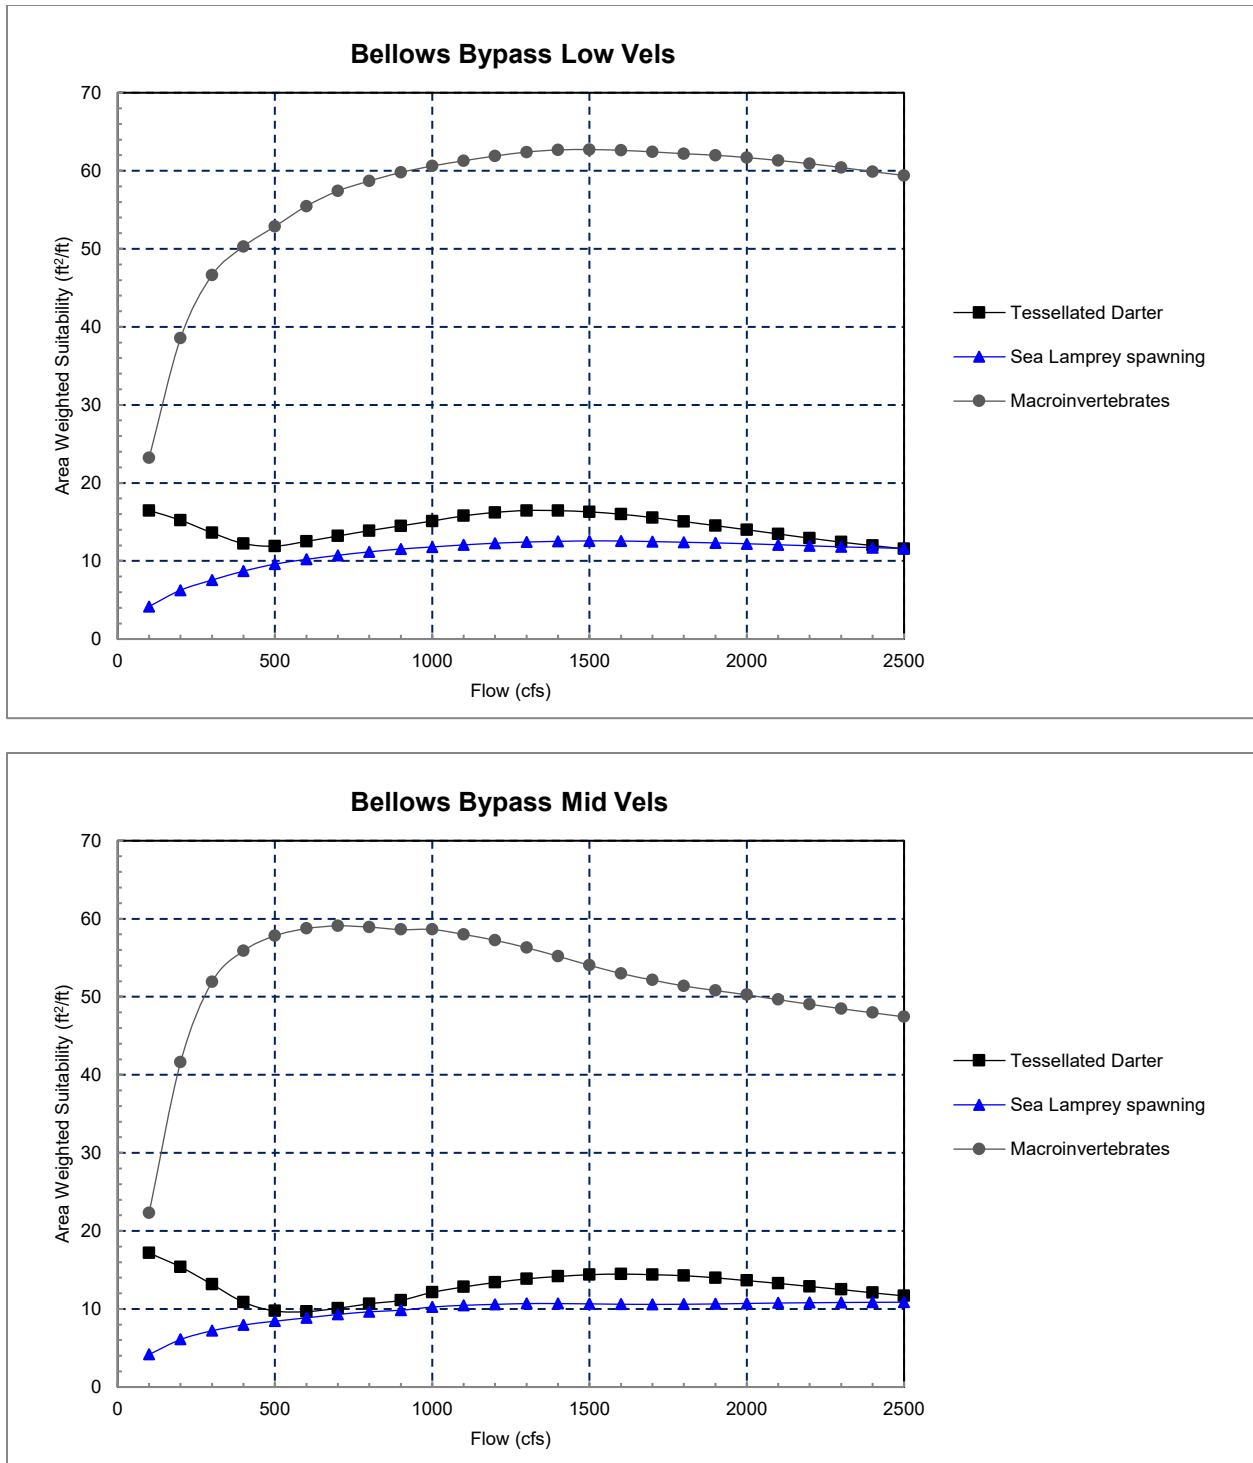 Bellows Bypass Low Vels
70
60
50
40
30
20
10
0
Area Weighted Suitability (ft²/ft)
0 500 1000 1500 2000 2500
Flow (cfs)
Tessellated Darter
Sea Lamprey spawning
Macroinvertebrates
Bellows Bypass Mid Vels
70
60
50
40
30
20
10
0
Area Weighted Suitability (ft²/ft)
0 500 1000 1500 2000 2500
Flow (cfs)
Tessellated Darter
Sea Lamprey spawning
Macroinvertebrates